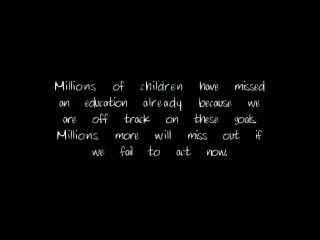 Millions of children have missed
an education already because we
are off track on these goals.
Millions more will miss out if
we fail to act now.